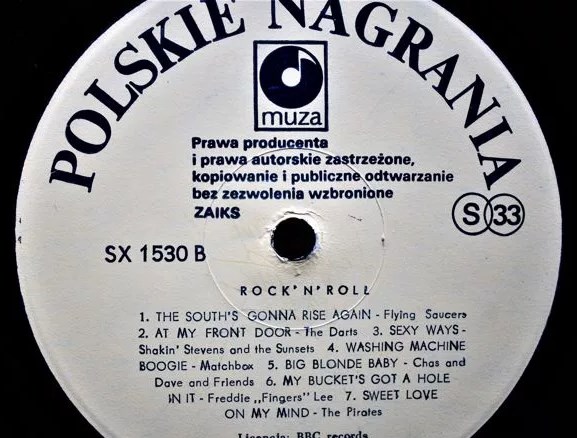 POLSKIE NAGRANIA
muza
Prawa producenta
i prawa autorskie zastrzeżone,
kopiowanie i publiczne odtwarzanie
bez zezwolenia wzbronione
ZAIKS
S 33
SX 1530 B
ROCK'N'ROLL
1. THE SOUTH'S GONNA RISE AGAIN - Flying Saucers
2. AT MY FRONT DOOR - The Darts 3. SEXY WAYS -
Shakin' Stevens and the Sunsets 4. WASHING MACHINE
BOOGIE - Matchbox 5. BIG BLONDE BABY - Chas and
Dave and Friends 6. MY BUCKET'S GOT A HOLE
IN IT - Freddie ,,Fingers" Lee 7. SWEET LOVE
ON MY MIND - The Pirates
Licencja: BBC records